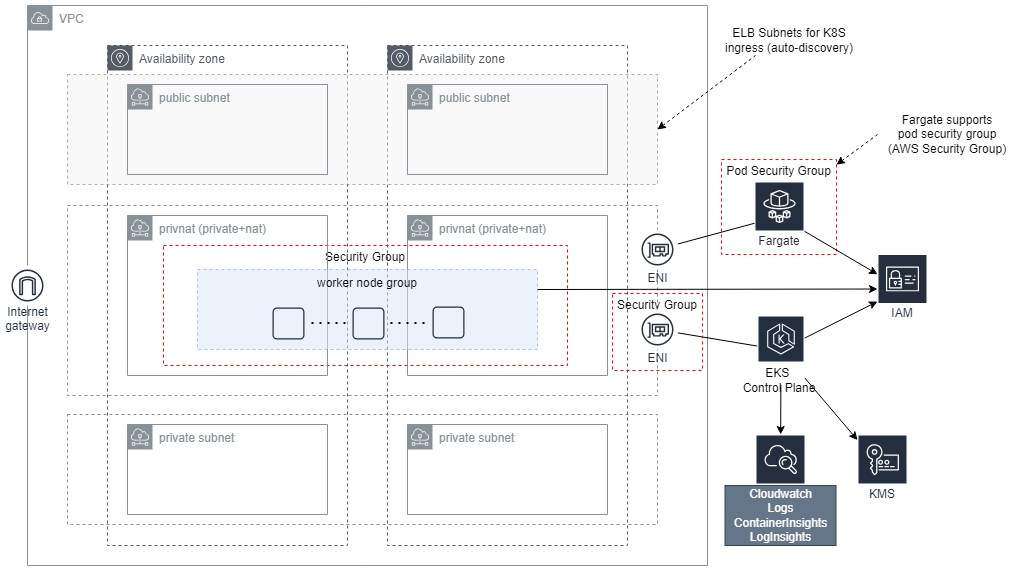 VPC
ELB Subnets for K8S
ingress (auto-discovery)
Availability zone
Availability zone
public subnet
public subnet
Fargate supports
pod security group
(AWS Security Group)
Pod Security Group
Fargate
privnat (private+nat)
privnat (private+nat)
Security Group
worker node group
ENI
Internet
gateway
IAM
Security Group
ENI
EKS
Control Plane
private subnet
private subnet
KMS
Cloudwatch
Logs
ContainerInsights
LogInsights